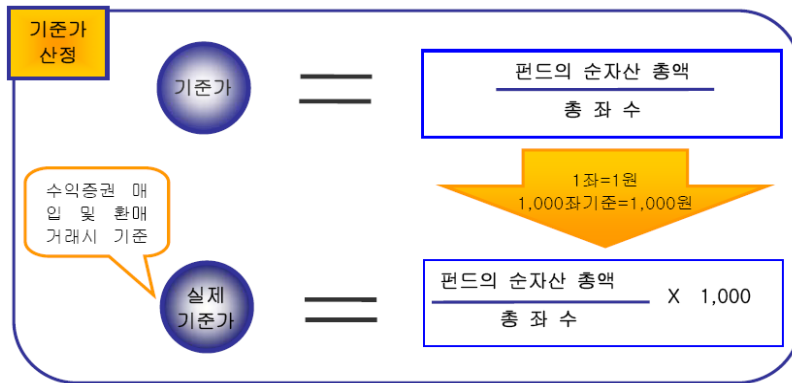 기준가
산정
기준가
펀드의 순자산 총액
총 좌 수
1좌=1원
1,000좌기준=1,000원
수익증권 매
입 및 환매
거래시 기준
실제
기준가
펀드의 순자산 총액
총 좌 수
X 1,000